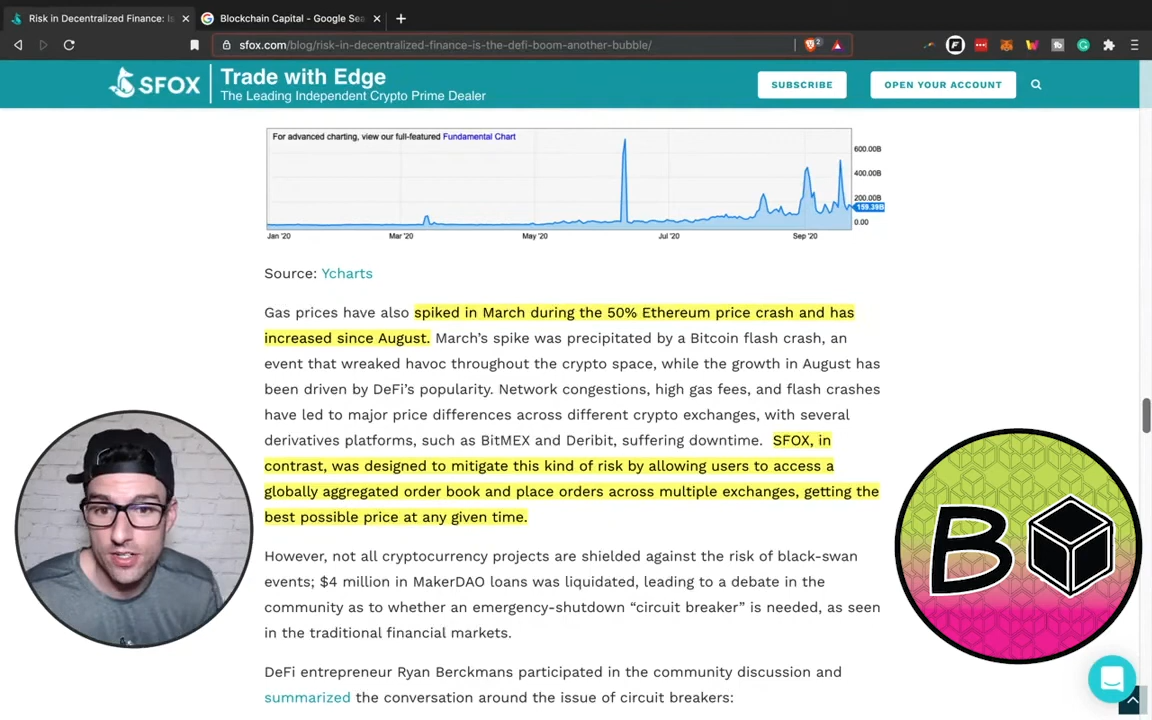 Risk in Decentralized Finance: Is
Blockchain Capital - Google Sea
sfox.com/blog/risk-in-decentralized-finance-is-the-defi-boom-another-bubble/
2
SFOX
Trade with Edge
The Leading Independent Crypto Prime Dealer
SUBSCRIBE
OPEN YOUR ACCOUNT
For advanced charting, view our full-featured Fundamental Chart
600.00B
400.00B
200.00B
159.39B
0.00
Jan '20 Mar '20 May '20 Jul '20 Sep '20
Source: Ycharts
Gas prices have also spiked in March during the 50% Ethereum price crash and has
increased since August. March’s spike was precipitated by a Bitcoin flash crash, an
event that wreaked havoc throughout the crypto space, while the growth in August has
been driven by DeFi’s popularity. Network congestions, high gas fees, and flash crashes
have led to major price differences across different crypto exchanges, with several
derivatives platforms, such as BitMEX and Deribit, suffering downtime. SFOX, in
contrast, was designed to mitigate this kind of risk by allowing users to access a
globally aggregated order book and place orders across multiple exchanges, getting the
best possible price at any given time.
However, not all cryptocurrency projects are shielded against the risk of black-swan
events; $4 million in MakerDAO loans was liquidated, leading to a debate in the
community as to whether an emergency-shutdown “circuit breaker” is needed, as seen
in the traditional financial markets.
DeFi entrepreneur Ryan Berckmans participated in the community discussion and
summarized the conversation around the issue of circuit breakers:
B